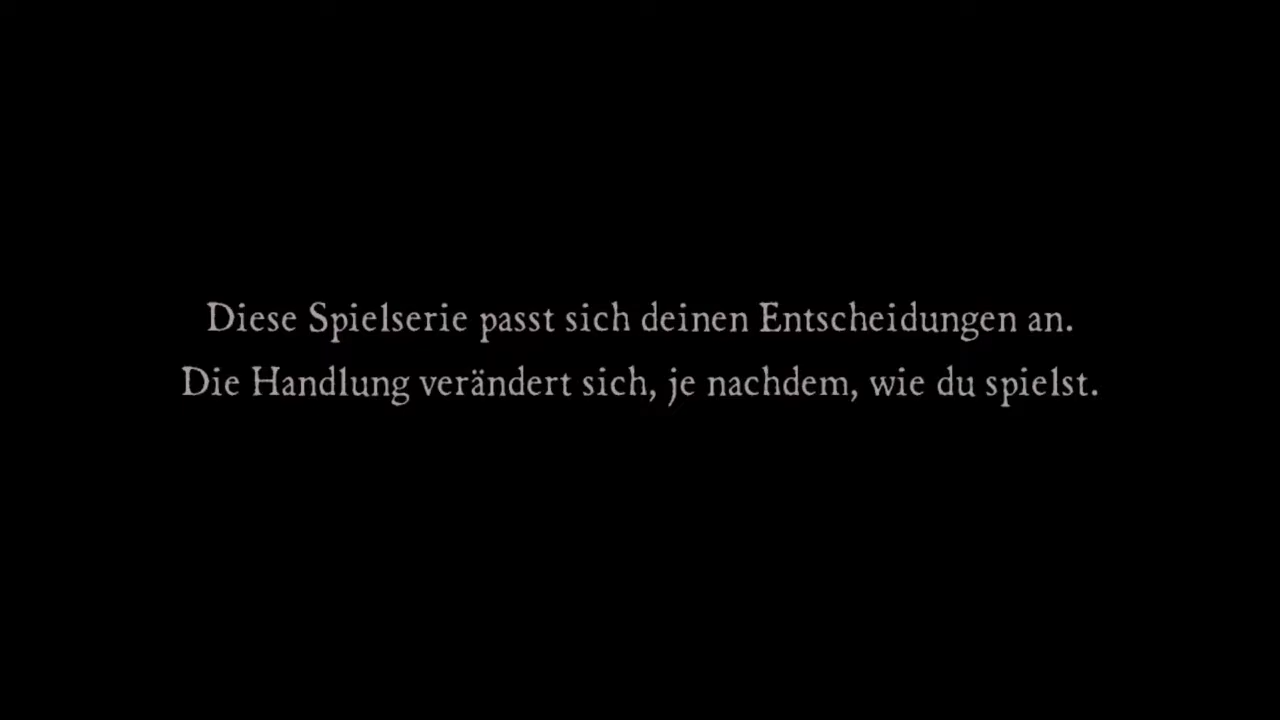 Diese Spielserie passt sich deinen Entscheidungen an.
Die Handlung verändert sich, je nachdem, wie du spielst.